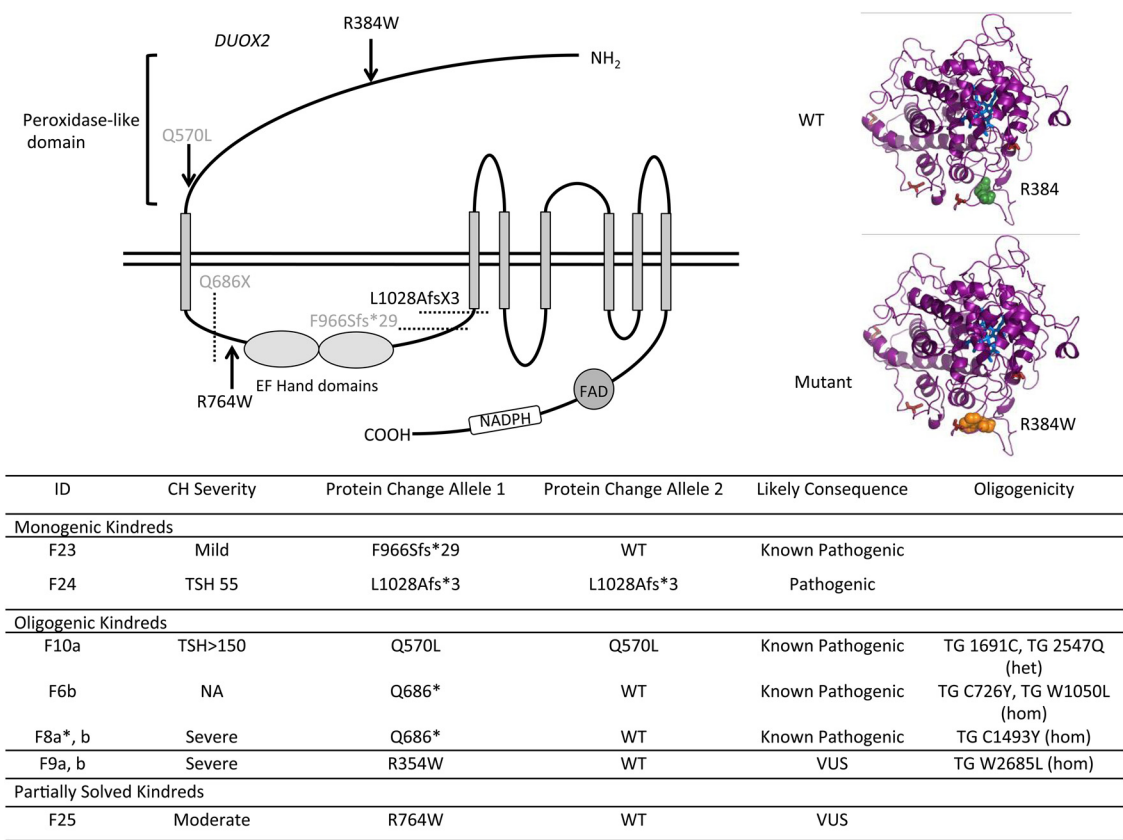 DUOX2
R384W
NH2
Peroxidase-like
domain
Q570L
Q686X
L1028AfsX3
F966Sfs*29
R764W
EF Hand domains
FAD
NADPH
COOH
WT
R384
Mutant
R384W
ID CH Severity Protein Change Allele 1 Protein Change Allele 2 Likely Consequence Oligogenicity
Monogenic Kindreds
F23 Mild F966Sfs*29 WT Known Pathogenic
F24 TSH 55 L1028Afs*3 L1028Afs*3 Pathogenic
Oligogenic Kindreds
F10a TSH>150 Q570L Q570L Known Pathogenic TG 1691C, TG 2547Q
(het)
F6b NA Q686* WT Known Pathogenic TG C726Y, TG W1050L
(hom)
F8a*, b Severe Q686* WT Known Pathogenic TG C1493Y (hom)
F9a, b Severe R354W WT VUS TG W2685L (hom)
Partially Solved Kindreds
F25 Moderate R764W WT VUS